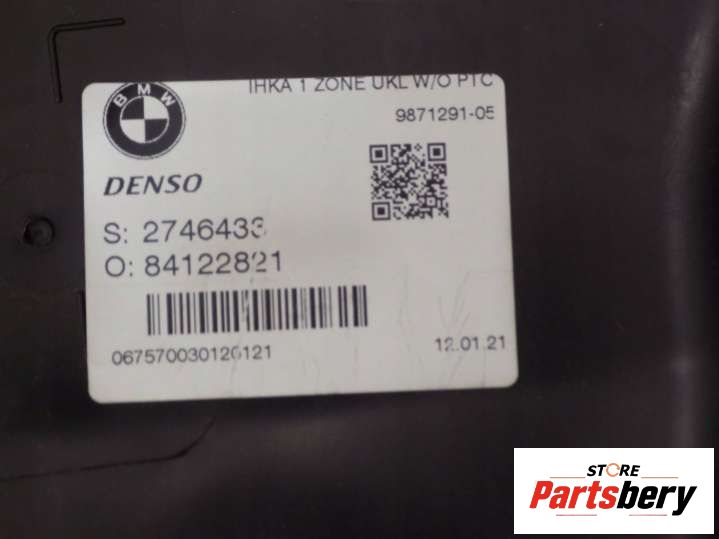 IHKA 1 ZONE UKL W/O PTC
9871291-05
BMW
DENSO
S: 2746433
O: 84122821
067570030120121
12.01.21
STORE
Partsbery